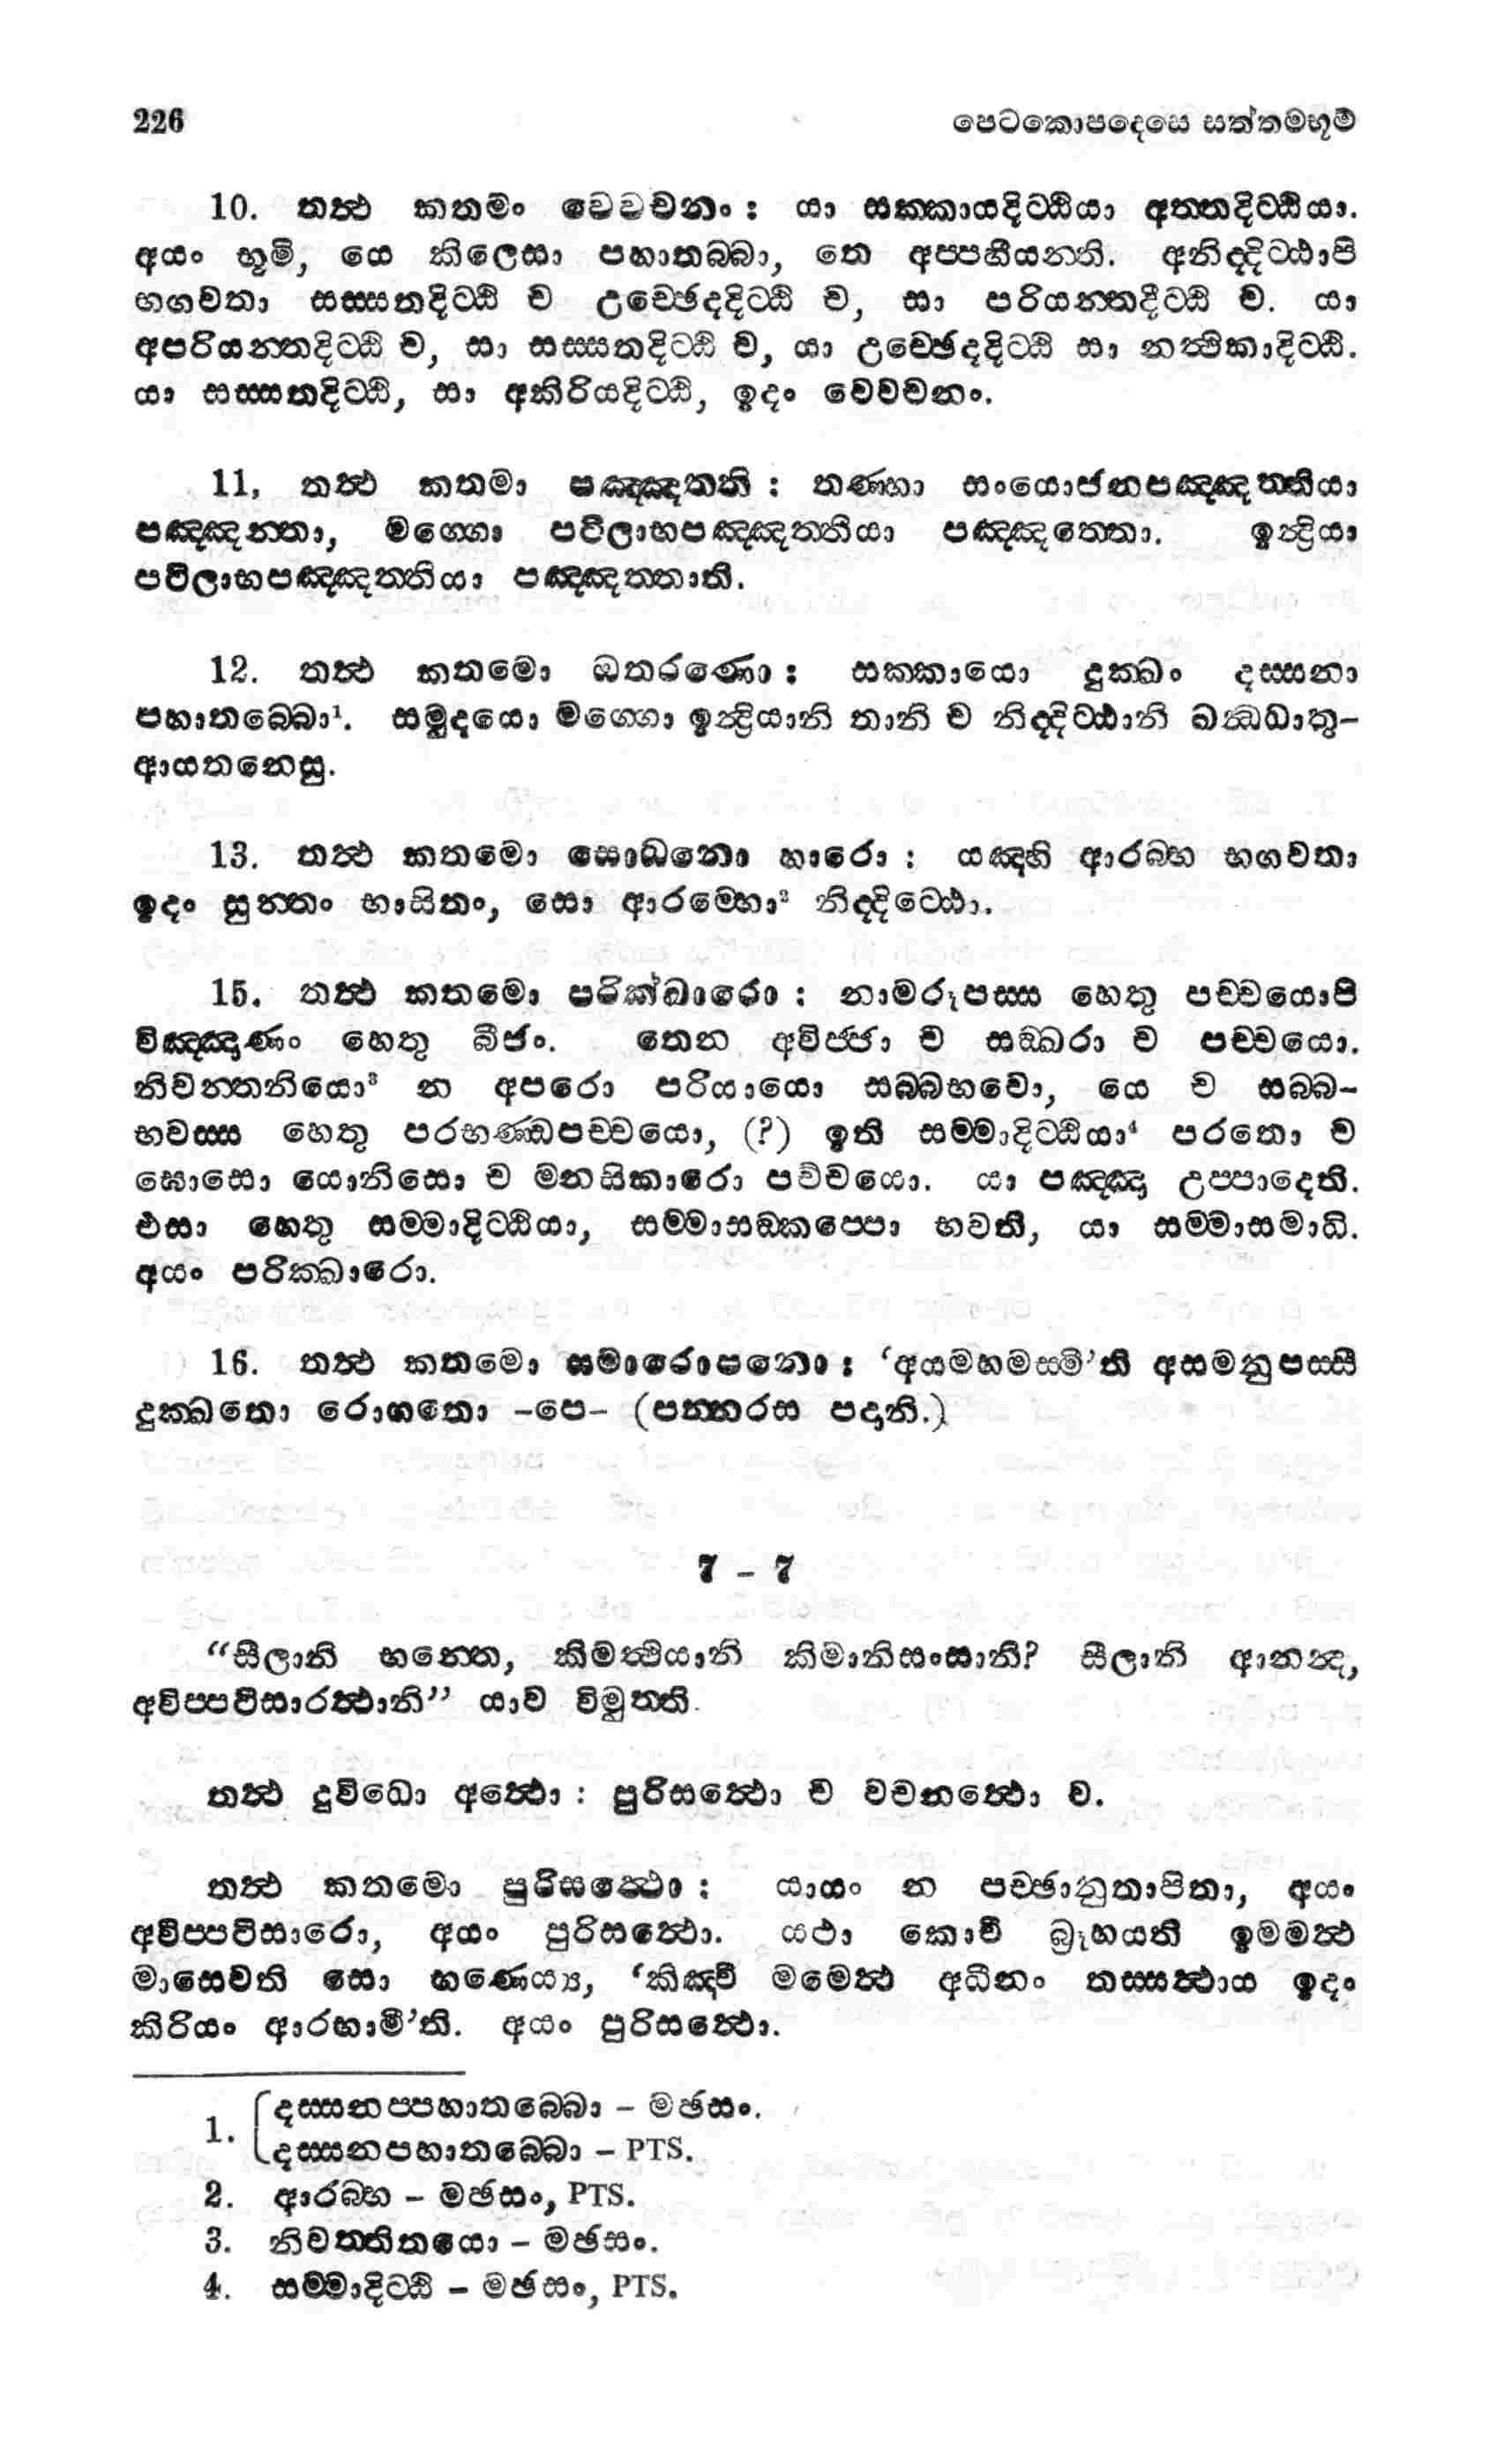 226 පෙටකොපදෙසෙ සත්තමභූමි
10. තත්‍ථ කතමං වෙවචනං : යා සක‍්කායදිට‍්ඨියා අත‍්තදිට‍්ඨියා.
අයං භූමි, යෙ කිලෙසා පහාතබ‍්බා, තෙ අප‍්පහීයන‍්ති. අනිද‍්දිට‍්ඨාපි
භගවතා සස‍්සතදිට‍්ඨි ච උච‍්ඡෙදදිට‍්ඨි ච, සා පරියන‍්තදිට‍්ඨි ච. යා
අපරියන‍්තදිට‍්ඨි ච, සා සස‍්සතදිට‍්ඨි ච, යා උච‍්ඡෙදදිට‍්ඨි සා නත්‍ථිකාදිට‍්ඨි.
යා සස‍්සතදිට‍්ඨි, සා අකිරියදිට‍්ඨි, ඉදං වෙවචනං.
11, තත්‍ථ කතමා පඤ‍්ඤත‍්ති : තණ‍්හා සංයොජනපඤ‍්ඤත‍්තියා
පඤ‍්ඤත‍්තා, මග‍්ගො පටිලාභපඤ‍්ඤත‍්තියා පඤ‍්ඤත‍්තො. ඉන්‍ද්‍රියා
පටිලාභපඤ‍්ඤත‍්තියා පඤ‍්ඤත‍්තාති.
12. තත්‍ථ කතමො ඔතරණො : සක‍්කායො දුක‍්ඛං දස‍්සනා
පහාතබ‍්බො¹. සමුදයො මග‍්ගො ඉන්‍ද්‍රියානි තානි ච නිද‍්දිට‍්ඨානි ඛන්‍ධධාතු-
ආයතනෙසු.
13. තත්‍ථ කතමො සොධනො හාරො : යඤ‍්හි ආරබ‍්භ භගවතා
ඉදං සුත‍්තං භාසිතං, සො ආරම‍්භො² නිද‍්දිට‍්ඨො.
15. තත්‍ථ කතමො පරික්ඛාරො : නාමරූපස‍්ස හෙතු පච‍්චයොපි
විඤ‍්ඤාණං හෙතු බීජං. තෙන අවිජ‍්ජා ච සඞ‍්ඛරා ච පච‍්චයො.
නිවත‍්තනියො³ න අපරො පරියායො සබ‍්බභවො, යෙ ච සබ‍්බ-
භවස‍්ස හෙතු පරභණ‍්ඩපච‍්චයො, (?) ඉති සම‍්මාදිට‍්ඨියා⁴ පරතො ච
ඝොසො යොනිසො ච මනසිකාරො පච‍්චයො. යා පඤ‍්ඤා උප‍්පාදෙති.
එසා හෙතු සම‍්මාදිට‍්ඨියා, සම‍්මාසඞ‍්කප‍්පො භවති, යා සම‍්මාසමාධි.
අයං පරික‍්ඛාරො.
16. තත්‍ථ කතමො සමාරොපනො : ‘අයමහමස‍්මි’ති අසමනුපස‍්සී
දුක‍්ඛතො රොගතො -පෙ- (පන‍්නරස පදානි.)
7 - 7
“සීලානි භන‍්තෙ, කිමත්‍ථියානි කිමානිසංසානි? සීලානි ආනන්‍ද,
අවිප‍්පටිසාරත්‍ථානි” යාව විමුත‍්ති.
තත්‍ථ දුවිධො අත්‍ථො : පුරිසත්‍ථො ච වචනත්‍ථො ච.
තත්‍ථ කතමො පුරිසත්‍ථො : යායං න පච‍්ඡානුතාපිතා, අයං
අවිප‍්පටිසාරො, අයං පුරිසත්‍ථො. යථා කොචි බ්‍රූහයති ඉමමත්‍ථ
මාසෙවති සො භණෙය්‍ය, ‘කිඤ‍්චි මමෙත්‍ථ අධීනං තස‍්සත්‍ථාය ඉදං
කිරියං ආරභාමී’ති. අයං පුරිසත්‍ථො.
1. දස‍්සනප‍්පහාතබ‍්බො – මඡසං.
දස‍්සනපහාතබ‍්බො – PTS.
2. ආරබ‍්භ – මඡසං, PTS.
3. නිවත‍්තිතයො – මඡසං.
4. සම‍්මාදිට‍්ඨි – මඡසං, PTS.